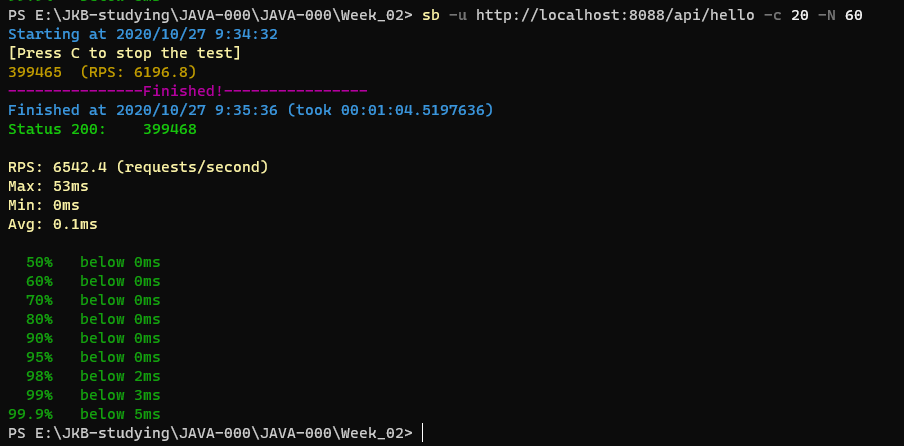 PS E:\JKB-studying\JAVA-000\JAVA-000\Week_02> sb -u http://localhost:8088/api/hello -c 20 -N 60
Starting at 2020/10/27 9:34:32
[Press C to stop the test]
399465  (RPS: 6196.8)
---------------Finished!----------------
Finished at 2020/10/27 9:35:36 (took 00:01:04.5197636)
Status 200:    399468
RPS: 6542.4 (requests/second)
Max: 53ms
Min: 0ms
Avg: 0.1ms
50%   below 0ms
60%   below 0ms
70%   below 0ms
80%   below 0ms
90%   below 0ms
95%   below 0ms
98%   below 2ms
99%   below 3ms
99.9%   below 5ms
PS E:\JKB-studying\JAVA-000\JAVA-000\Week_02>